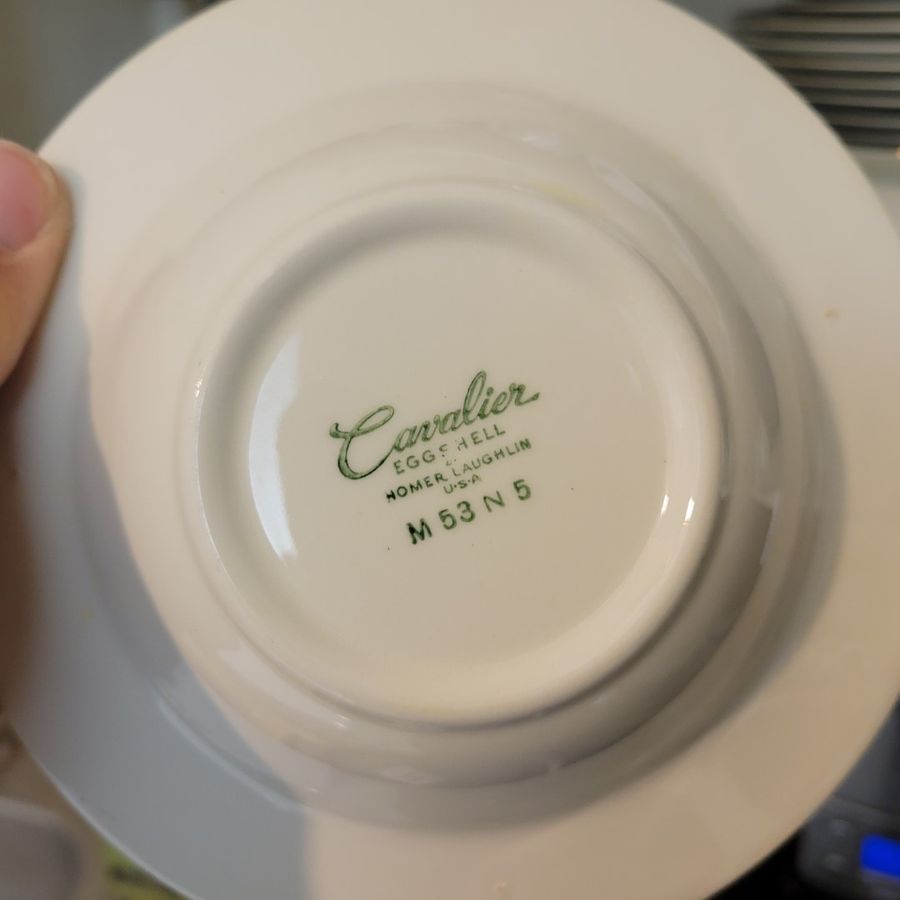 Cavalier
EGGSHELL
HOMER LAUGHLIN
U·S·A
M 53 N 5